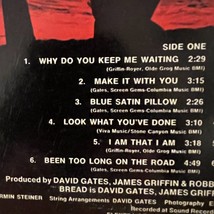 SIDE ONE
1. WHY DO YOU KEEP ME WAITING 2:29
(Griffin-Royer, Olde Grog Music BMI)
2. MAKE IT WITH YOU 3:15
(Gates, Screen Gems-Columbia Music BMI)
3. BLUE SATIN PILLOW 2:26
(Griffin-Royer, Olde Grog Music BMI)
4. LOOK WHAT YOU'VE DONE 3:10
(Viva Music/Stone Canyon Music BMI)
5. I AM THAT I AM 3:18
(Gates, Screen Gems-Columbia Music BMI)
6. BEEN TOO LONG ON THE ROAD 4:49
(Gates, Screen Gems-Columbia Music BMI)
Produced by DAVID GATES, JAMES GRIFFIN & ROBB
BREAD is DAVID GATES, JAMES GRIFFI
RMIN STEINER String Arrangements DAVID GATES Photography
Recorded at Sound Recor